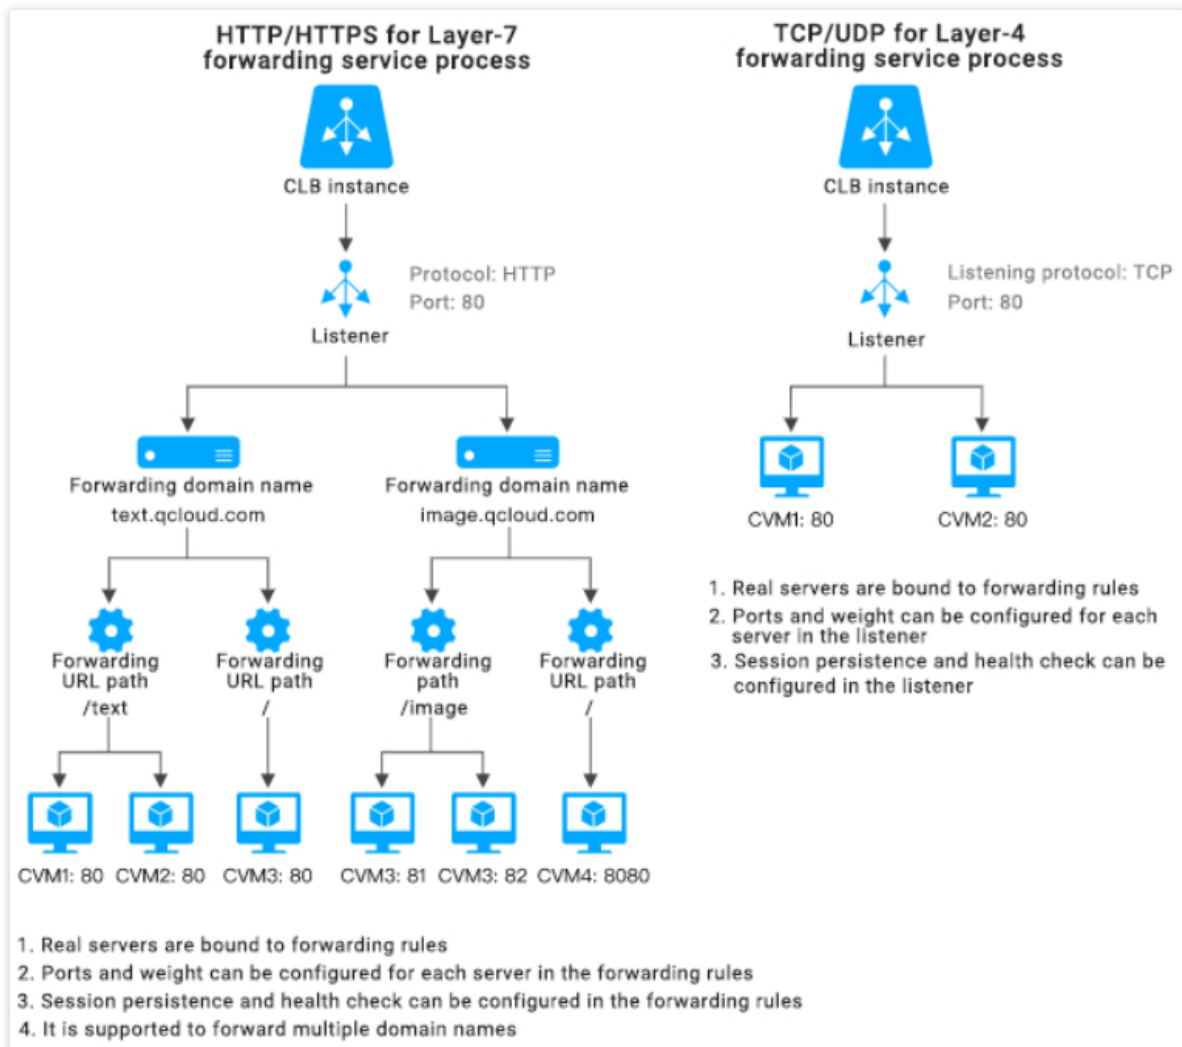 HTTP/HTTPS for Layer-7
forwarding service process
CLB instance
Protocol: HTTP
Port: 80
Listener
Forwarding domain name
text.qcloud.com
Forwarding domain name
image.qcloud.com
Forwarding
URL path
/text
Forwarding
URL path
/
Forwarding
path
/image
Forwarding
URL path
/
CVM1: 80
CVM2: 80
CVM3: 80
CVM3: 81
CVM3: 82
CVM4: 8080
1. Real servers are bound to forwarding rules
2. Ports and weight can be configured for each server in the forwarding rules
3. Session persistence and health check can be configured in the forwarding rules
4. It is supported to forward multiple domain names
TCP/UDP for Layer-4
forwarding service process
CLB instance
Listening protocol: TCP
Port: 80
Listener
CVM1: 80
CVM2: 80
1. Real servers are bound to forwarding rules
2. Ports and weight can be configured for each
server in the listener
3. Session persistence and health check can be
configured in the listener